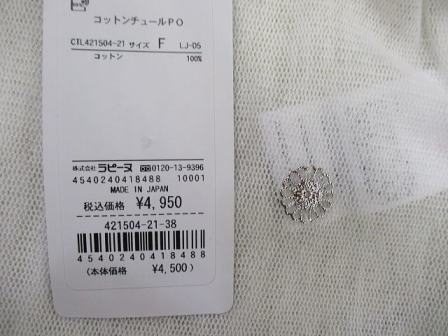 コットンチュールPO
CTL421504-21 サイズ F LJ-05
コットン 100%
株式会社 ラピーヌ 0120-13-9396
4540240418488 10001
MADE IN JAPAN
税込価格 ¥4,950
421504-21-38
4540240418488
(本体価格 ¥4,500)